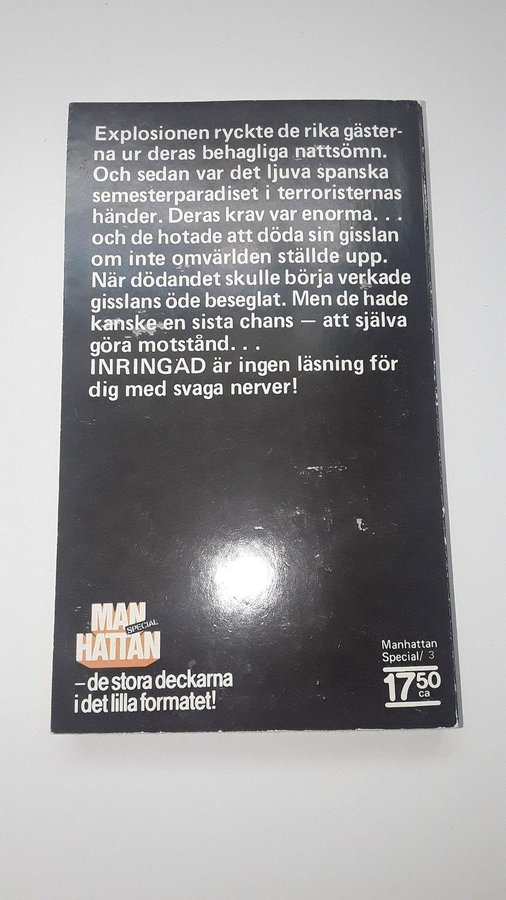 Explosionen ryckte de rika gäster-
na ur deras behagliga nattsömn.
Och sedan var det ljuva spanska
semesterparadiset i terroristernas
händer. Deras krav var enorma. . .
och de hotade att döda sin gisslan
om inte omvärlden ställde upp.
När dödandet skulle börja verkade
gisslans öde beseglat. Men de hade
kanske en sista chans – att själva
göra motstånd. . .
INRINGAD är ingen läsning för
dig med svaga nerver!
MAN
SPECIAL
HATTAN
– de stora deckarna
i det lilla formatet!
Manhattan
Special/ 3
1750
ca